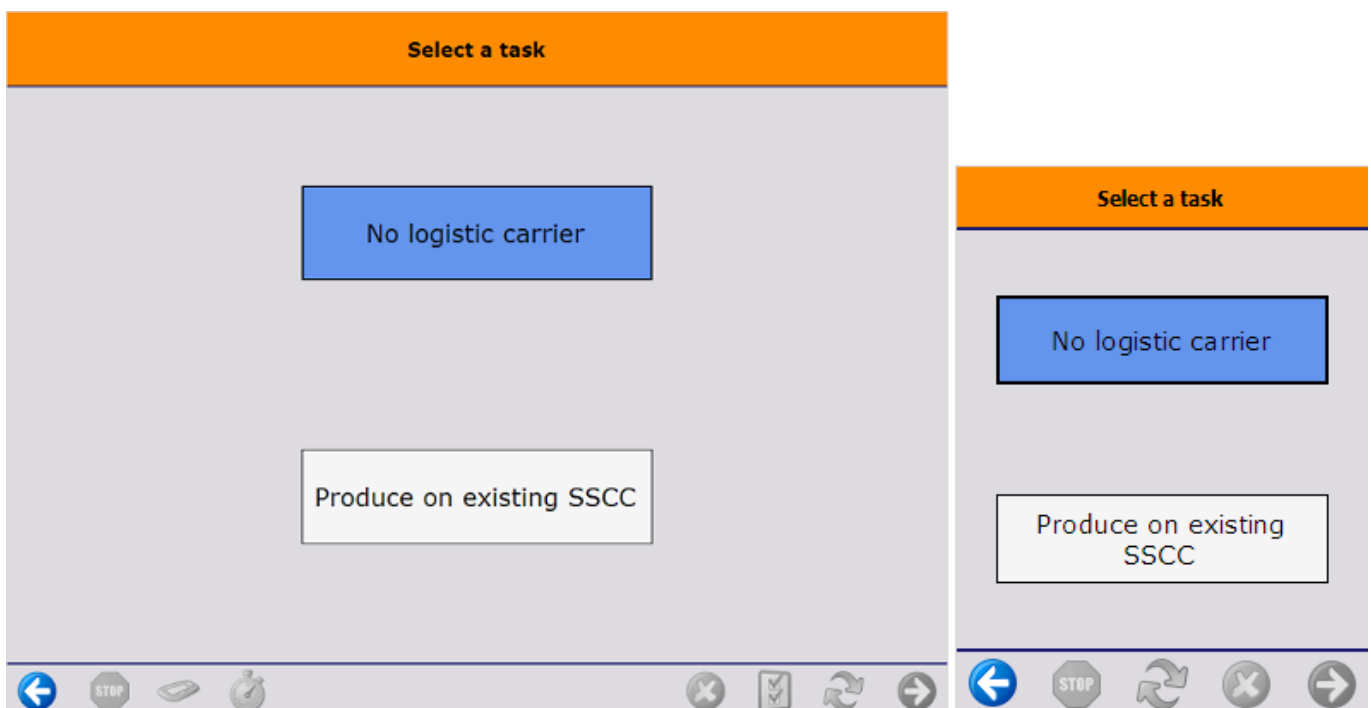 Select a task
No logistic carrier
Produce on existing SSCC
STOP
Select a task
No logistic carrier
Produce on existing
SSCC
STOP